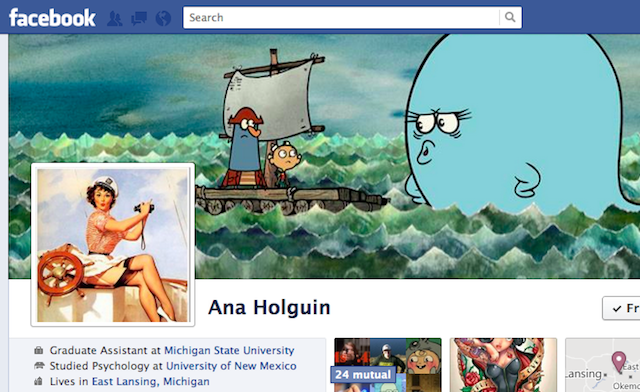 facebook
Search
Ana Holguin
✓ Fr
Graduate Assistant at Michigan State University
Studied Psychology at University of New Mexico
Lives in East Lansing, Michigan
24 mutual
East
Lansing
Okemo